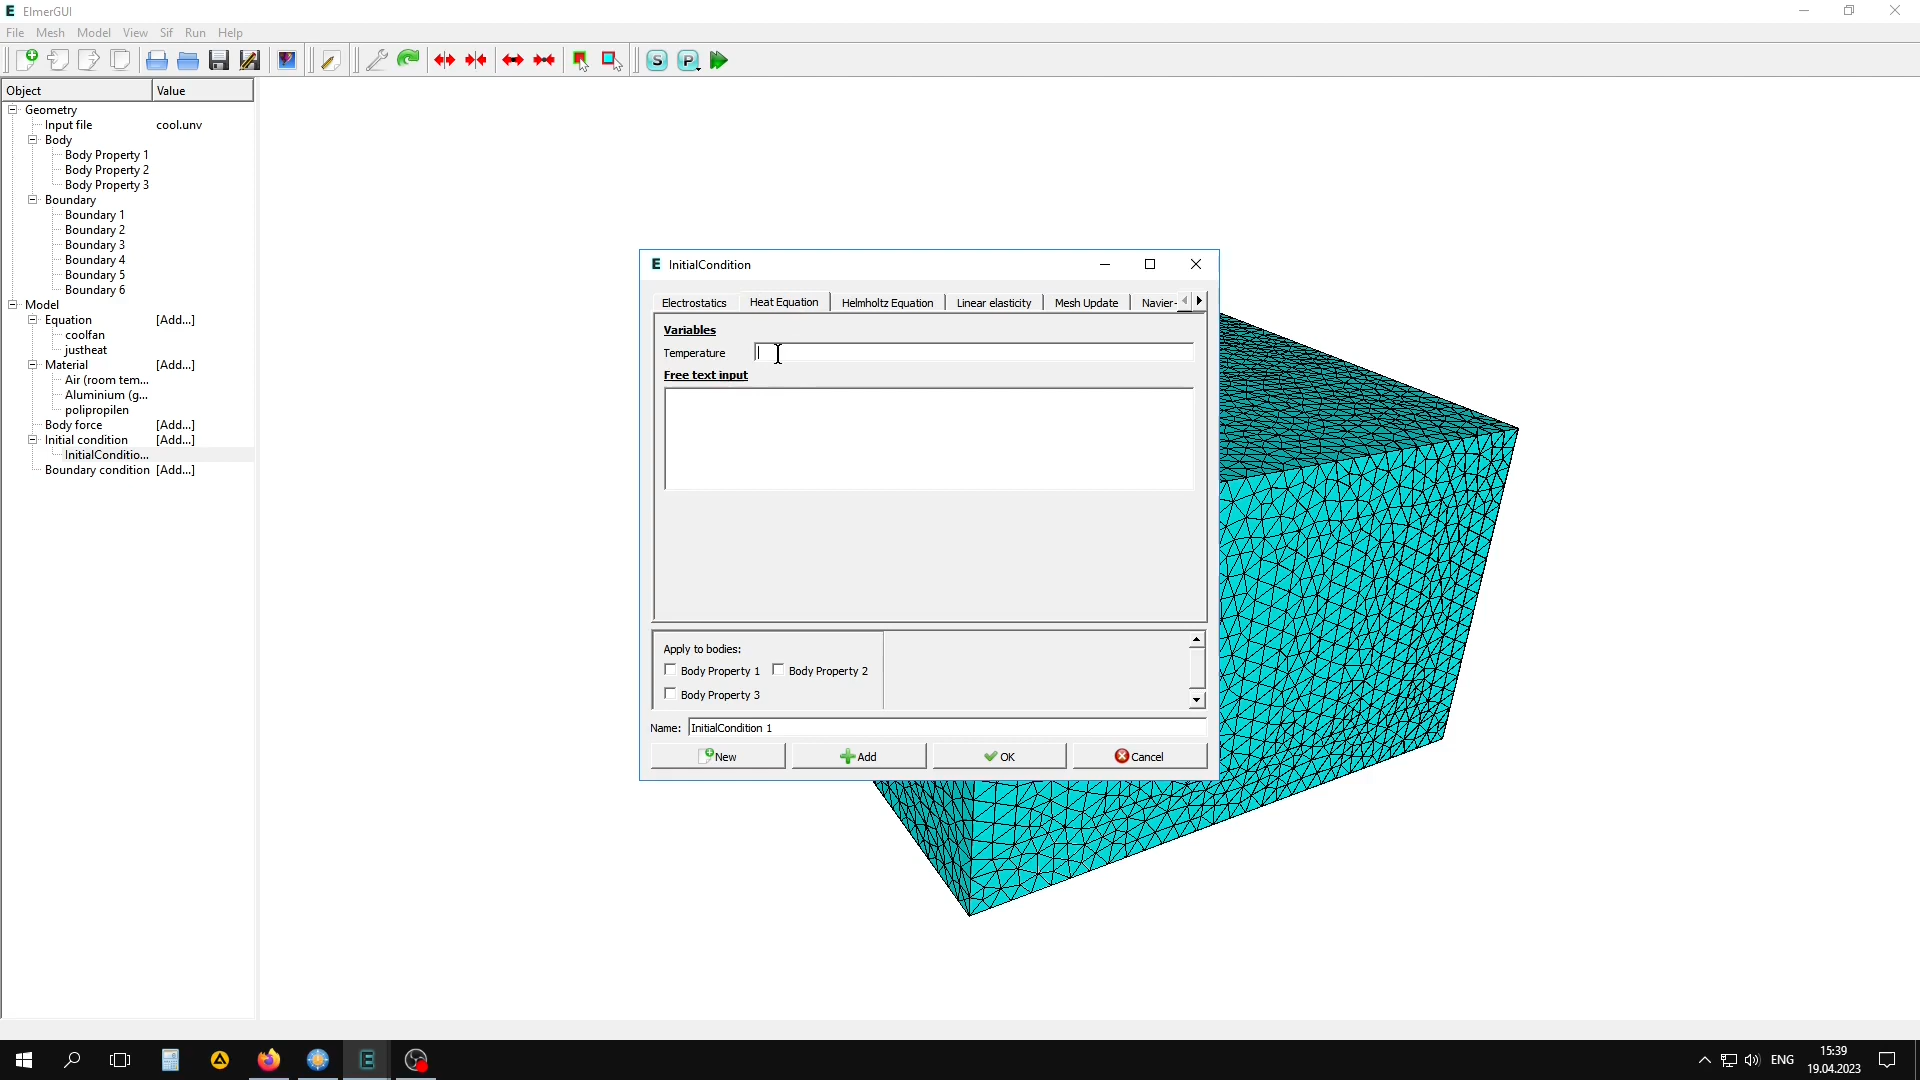 ElmerGUI
File Mesh Model View Sif Run Help
S P
Object Value
Geometry
Input file cool.unv
Body
Body Property 1
Body Property 2
Body Property 3
Boundary
Boundary 1
Boundary 2
Boundary 3
Boundary 4
Boundary 5
Boundary 6
Model
Equation [Add...]
coolfan
justheat
Material [Add...]
Air (room tem...
Aluminium (g...
polipropilen
Body force [Add...]
Initial condition [Add...]
InitialConditio...
Boundary condition [Add...]
E InitialCondition
Electrostatics Heat Equation Helmholtz Equation Linear elasticity Mesh Update Navier-
Variables
Temperature
Free text input
Apply to bodies:
Body Property 1 Body Property 2
Body Property 3
Name: InitialCondition 1
New Add OK Cancel
ENG 15:39
19.04.2023